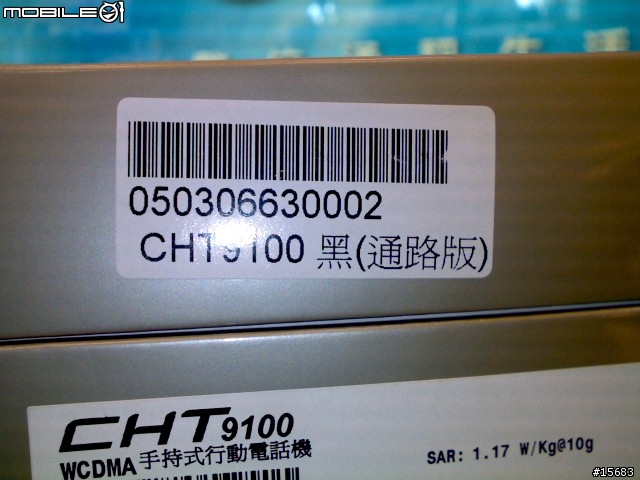 MOBILE01
050306630002
CHT9100 黑(通路版)
CHT9100
WCDMA 手持式行動電話機
SAR: 1.17 W/Kg@10g
#15683